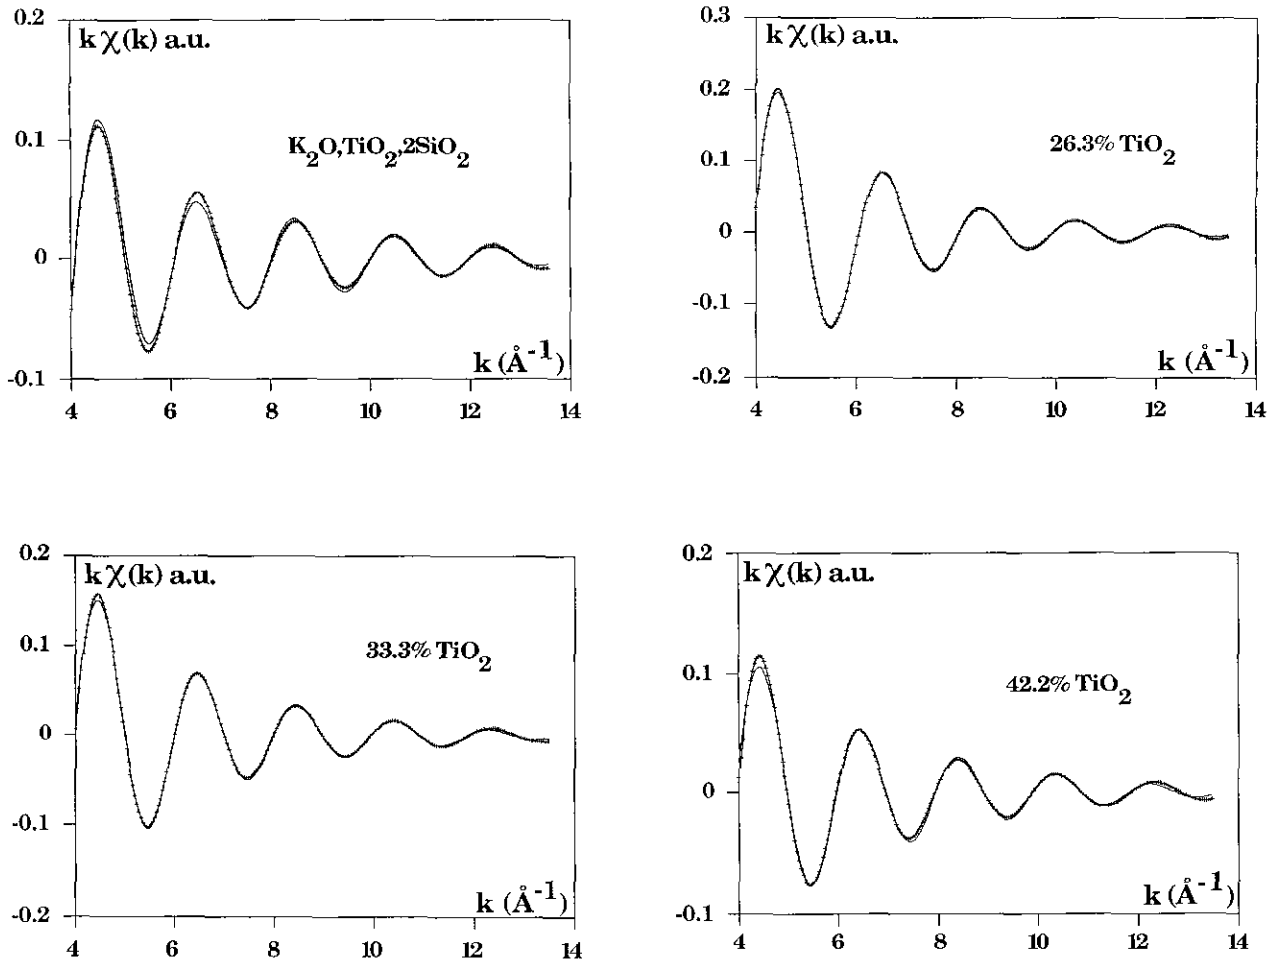 0.2
kχ(k) a.u.
0.1
K₂O,TiO₂,2SiO₂
0
k (Å⁻¹)
-0.1
4 6 8 10 12 14
0.3
kχ(k) a.u.
0.2
0.1
26.3% TiO₂
0
-0.1
k (Å⁻¹)
-0.2
4 6 8 10 12 14
0.2
kχ(k) a.u.
0.1
33.3% TiO₂
0
-0.1
k (Å⁻¹)
-0.2
4 6 8 10 12 14
0.2
kχ(k) a.u.
0.1
42.2% TiO₂
0
k (Å⁻¹)
-0.1
4 6 8 10 12 14